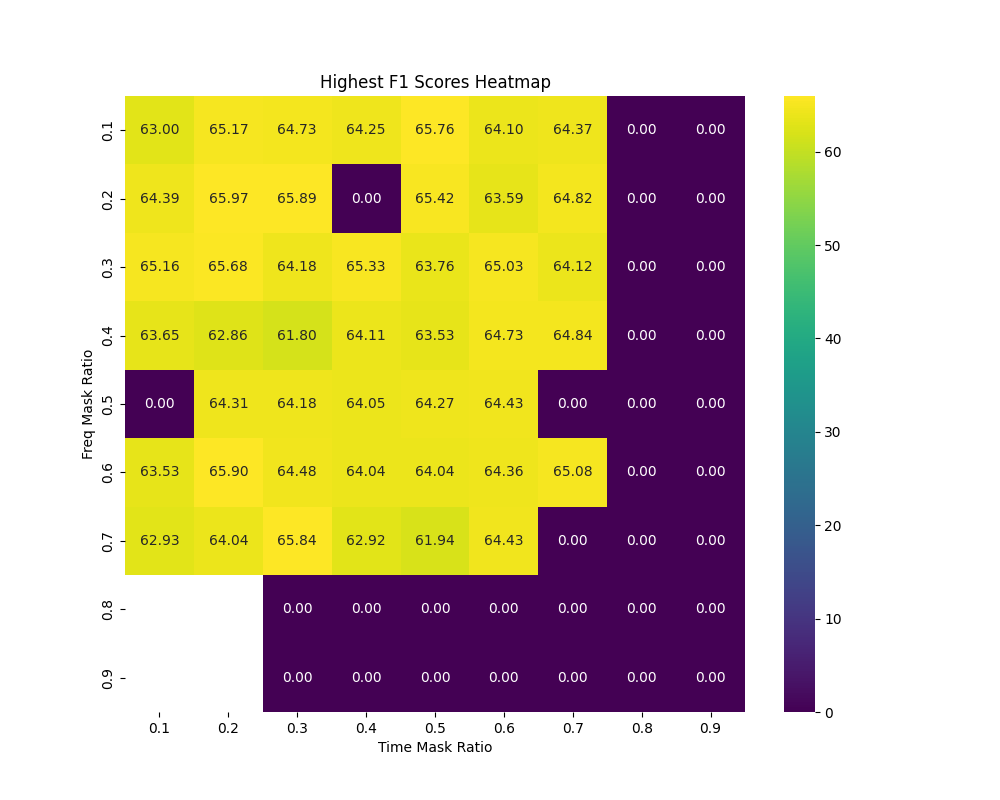 Highest F1 Scores Heatmap
0.1 63.00 65.17 64.73 64.25 65.76 64.10 64.37 0.00 0.00
0.2 64.39 65.97 65.89 0.00 65.42 63.59 64.82 0.00 0.00
0.3 65.16 65.68 64.18 65.33 63.76 65.03 64.12 0.00 0.00
0.4 63.65 62.86 61.80 64.11 63.53 64.73 64.84 0.00 0.00
0.5 0.00 64.31 64.18 64.05 64.27 64.43 0.00 0.00 0.00
0.6 63.53 65.90 64.48 64.04 64.04 64.36 65.08 0.00 0.00
0.7 62.93 64.04 65.84 62.92 61.94 64.43 0.00 0.00 0.00
0.8 0.00 0.00 0.00 0.00 0.00 0.00 0.00
0.9 0.00 0.00 0.00 0.00 0.00 0.00 0.00
0.1 0.2 0.3 0.4 0.5 0.6 0.7 0.8 0.9
Time Mask Ratio
Freq Mask Ratio
60
50
40
30
20
10
0